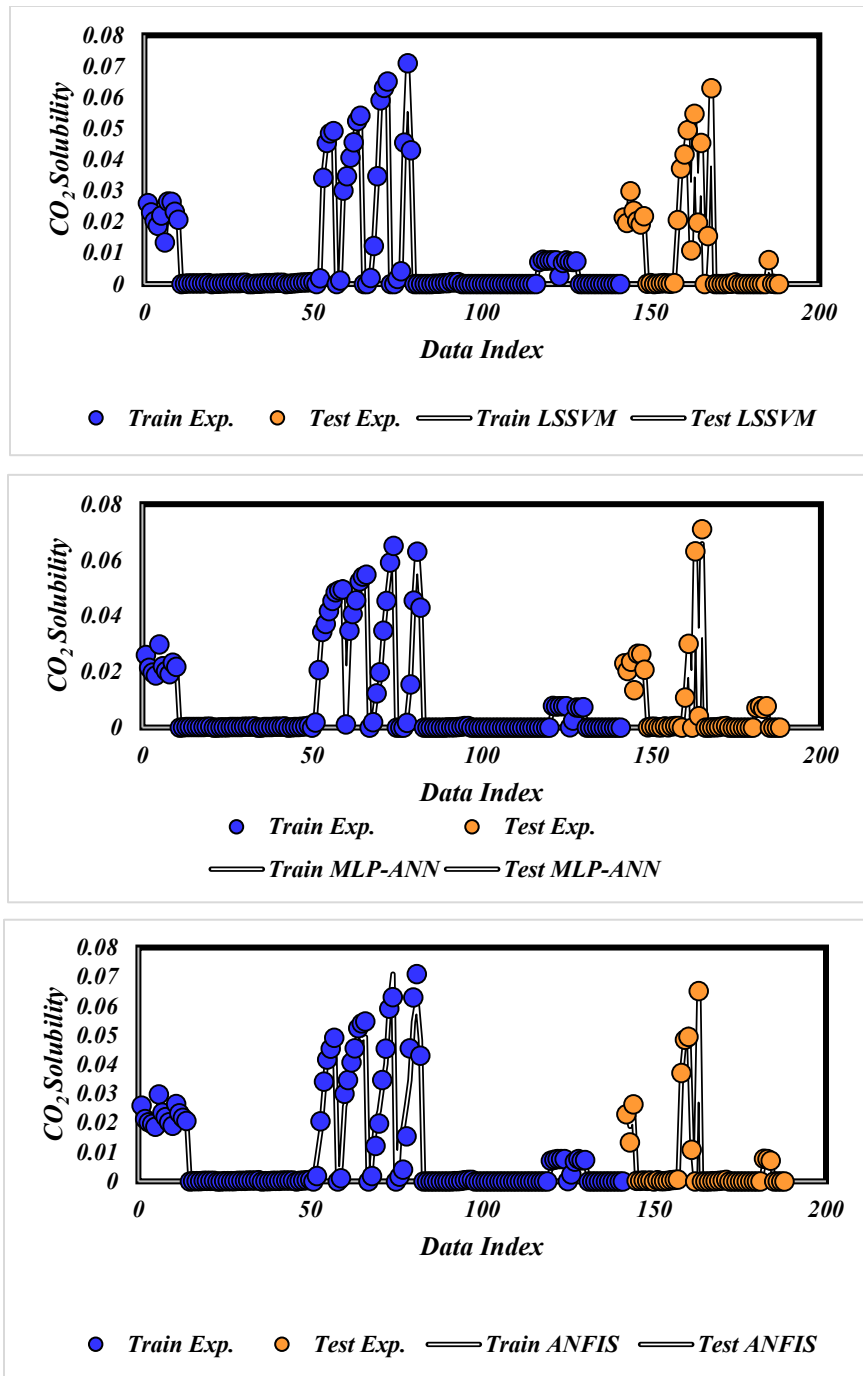 0.08
0.07
0.06
0.05
0.04
0.03
0.02
0.01
0
CO2 Solubility
0 50 100 150 200
Data Index
Train Exp. Test Exp. Train LSSVM Test LSSVM
0.08
0.06
0.04
0.02
0
CO2 Solubility
0 50 100 150 200
Data Index
Train Exp. Test Exp.
Train MLP-ANN Test MLP-ANN
0.08
0.07
0.06
0.05
0.04
0.03
0.02
0.01
0
CO2 Solubility
0 50 100 150 200
Data Index
Train Exp. Test Exp. Train ANFIS Test ANFIS